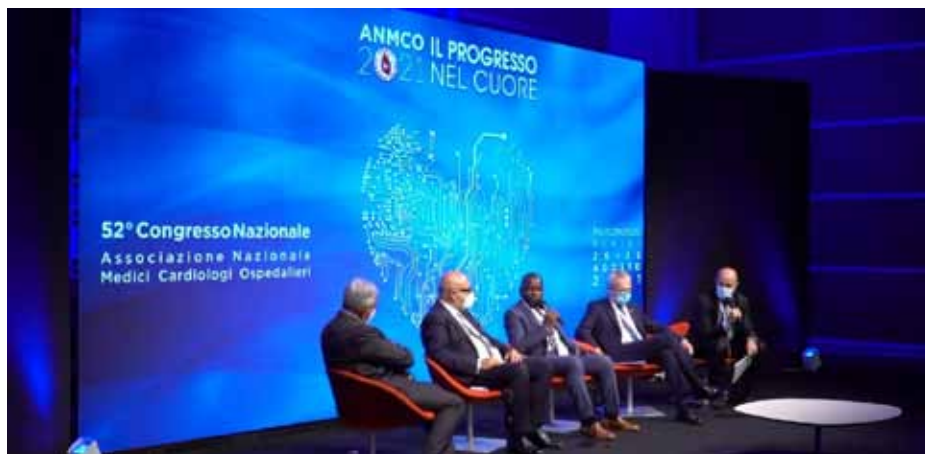 ANMCO IL PROGRESSO
2021 NEL CUORE
52° Congresso Nazionale
Associazione Nazionale
Medici Cardiologi Ospedalieri